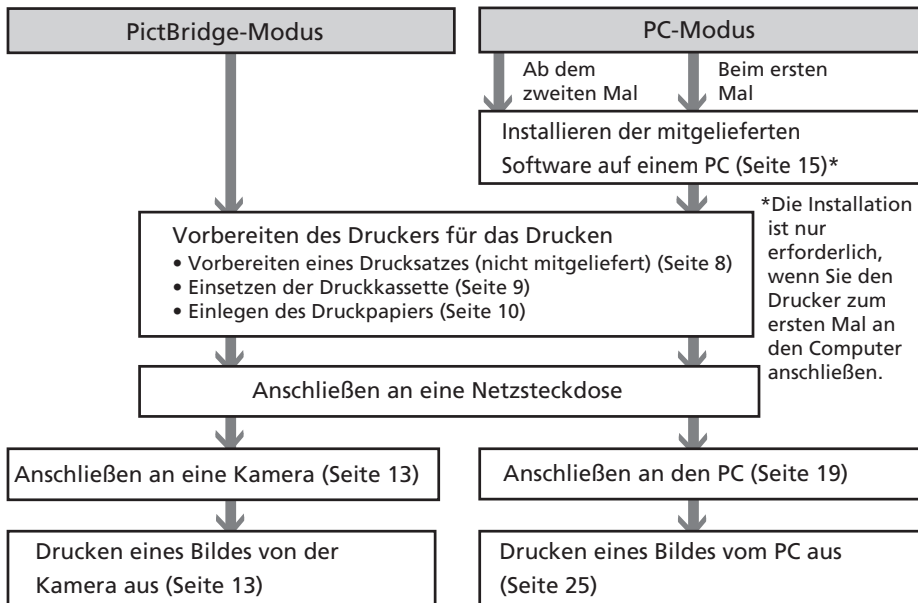 PictBridge-Modus
PC-Modus
Ab dem
zweiten Mal
Beim ersten
Mal
Installieren der mitgelieferten
Software auf einem PC (Seite 15)*
*Die Installation
ist nur
erforderlich,
wenn Sie den
Drucker zum
ersten Mal an
den Computer
anschließen.
Vorbereiten des Druckers für das Drucken
• Vorbereiten eines Drucksatzes (nicht mitgeliefert) (Seite 8)
• Einsetzen der Druckkassette (Seite 9)
• Einlegen des Druckpapiers (Seite 10)
Anschließen an eine Netzsteckdose
Anschließen an eine Kamera (Seite 13)
Anschließen an den PC (Seite 19)
Drucken eines Bildes von der
Kamera aus (Seite 13)
Drucken eines Bildes vom PC aus
(Seite 25)